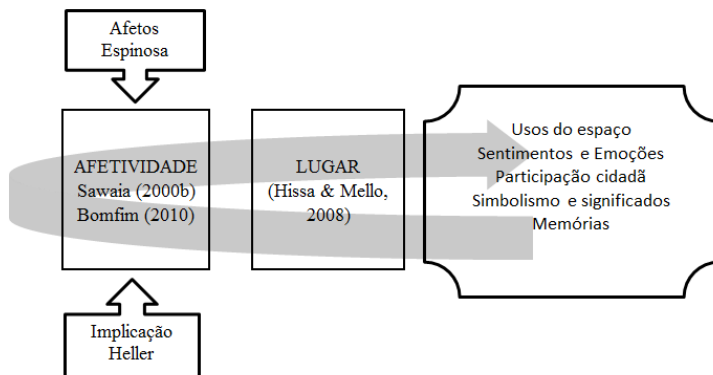 Afetos
Espinosa
AFETIVIDADE
Sawaia (2000b)
Bomfim (2010)
LUGAR
(Hissa & Mello,
2008)
Usos do espaço
Sentimentos e Emoções
Participação cidadã
Simbolismo e significados
Memórias
Implicação
Heller